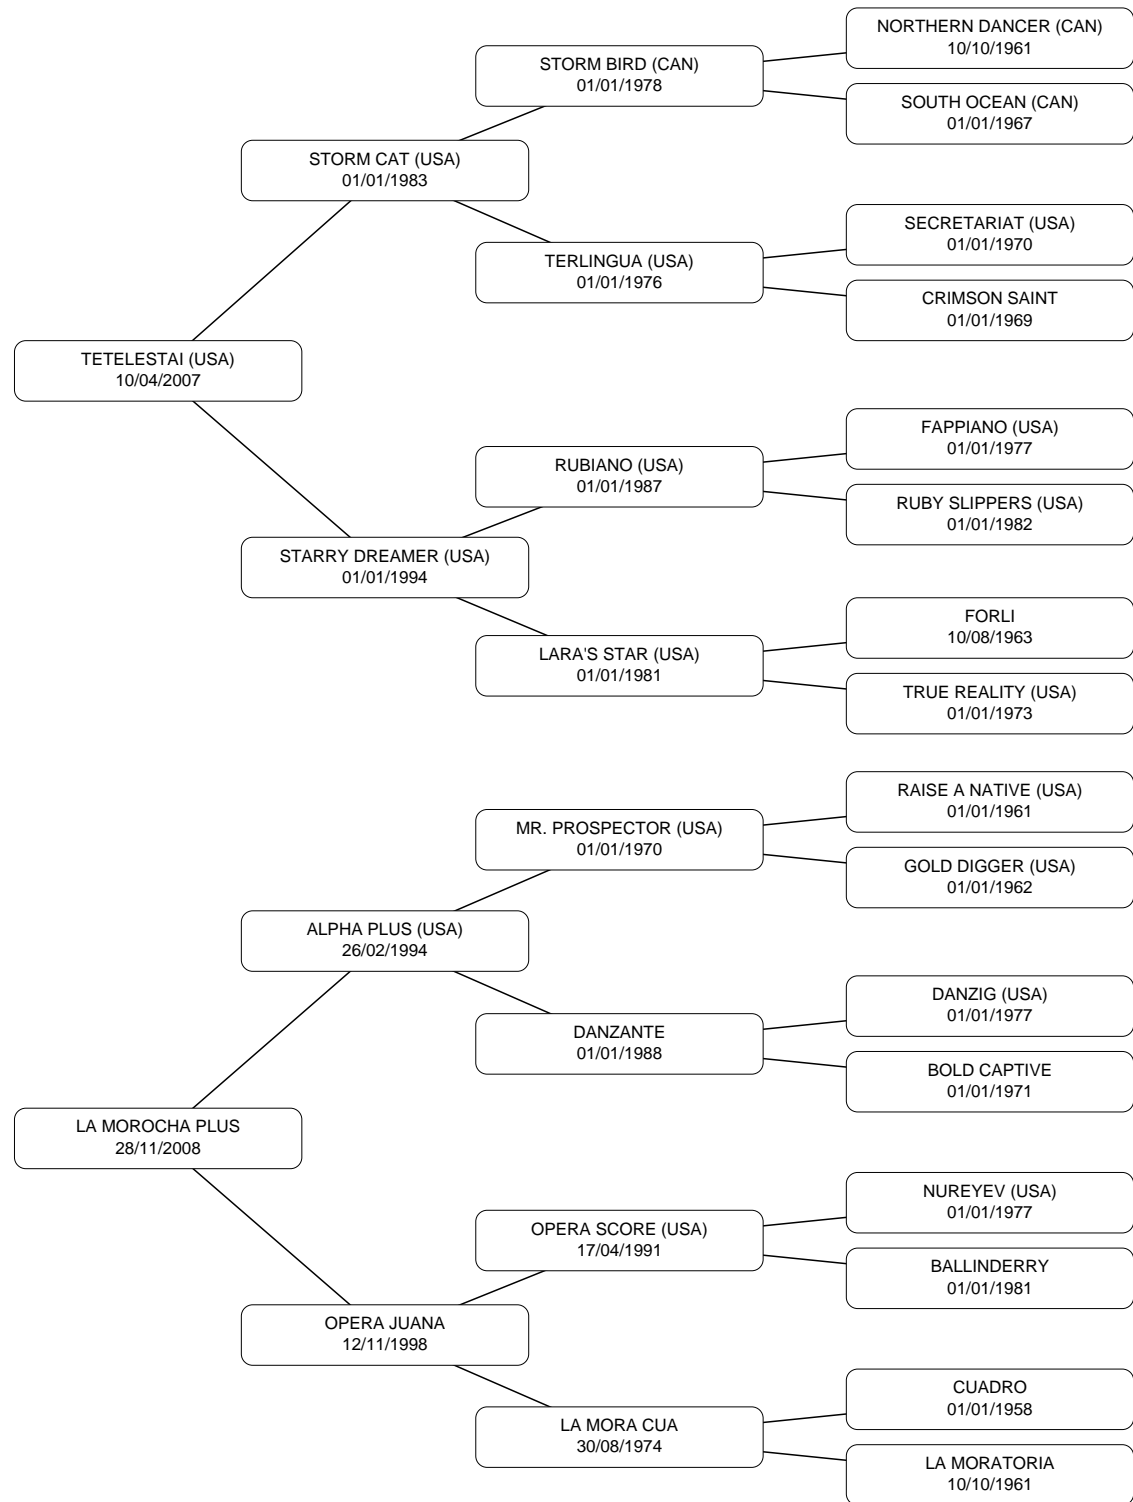 NORTHERN DANCER (CAN)
10/10/1961
STORM BIRD (CAN)
01/01/1978
SOUTH OCEAN (CAN)
01/01/1967
STORM CAT (USA)
01/01/1983
SECRETARIAT (USA)
01/01/1970
TERLINGUA (USA)
01/01/1976
CRIMSON SAINT
01/01/1969
TETELESTAI (USA)
10/04/2007
FAPPIANO (USA)
01/01/1977
RUBIANO (USA)
01/01/1987
RUBY SLIPPERS (USA)
01/01/1982
STARRY DREAMER (USA)
01/01/1994
FORLI
10/08/1963
LARA'S STAR (USA)
01/01/1981
TRUE REALITY (USA)
01/01/1973
RAISE A NATIVE (USA)
01/01/1961
MR. PROSPECTOR (USA)
01/01/1970
GOLD DIGGER (USA)
01/01/1962
ALPHA PLUS (USA)
26/02/1994
DANZIG (USA)
01/01/1977
DANZANTE
01/01/1988
BOLD CAPTIVE
01/01/1971
LA MOROCHA PLUS
28/11/2008
NUREYEV (USA)
01/01/1977
OPERA SCORE (USA)
17/04/1991
BALLINDERRY
01/01/1981
OPERA JUANA
12/11/1998
CUADRO
01/01/1958
LA MORA CUA
30/08/1974
LA MORATORIA
10/10/1961